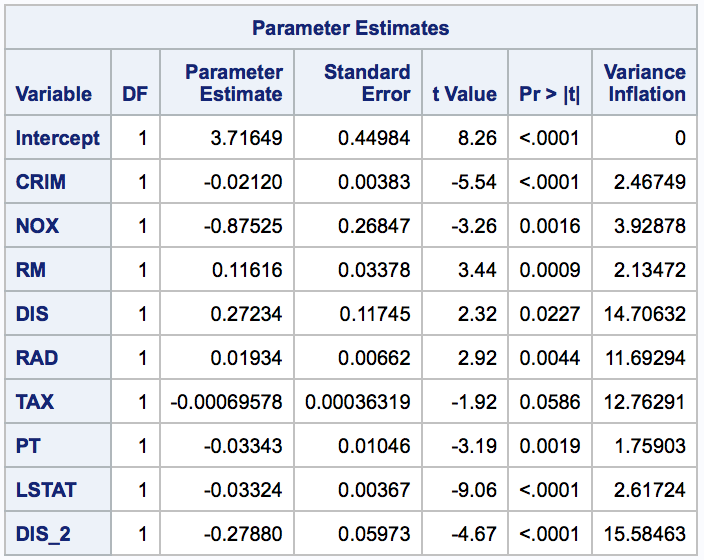 Parameter Estimates
Variable DF Parameter Estimate Standard Error t Value Pr > |t| Variance Inflation
Intercept 1 3.71649 0.44984 8.26 <.0001 0
CRIM 1 -0.02120 0.00383 -5.54 <.0001 2.46749
NOX 1 -0.87525 0.26847 -3.26 0.0016 3.92878
RM 1 0.11616 0.03378 3.44 0.0009 2.13472
DIS 1 0.27234 0.11745 2.32 0.0227 14.70632
RAD 1 0.01934 0.00662 2.92 0.0044 11.69294
TAX 1 -0.00069578 0.00036319 -1.92 0.0586 12.76291
PT 1 -0.03343 0.01046 -3.19 0.0019 1.75903
LSTAT 1 -0.03324 0.00367 -9.06 <.0001 2.61724
DIS_2 1 -0.27880 0.05973 -4.67 <.0001 15.58463